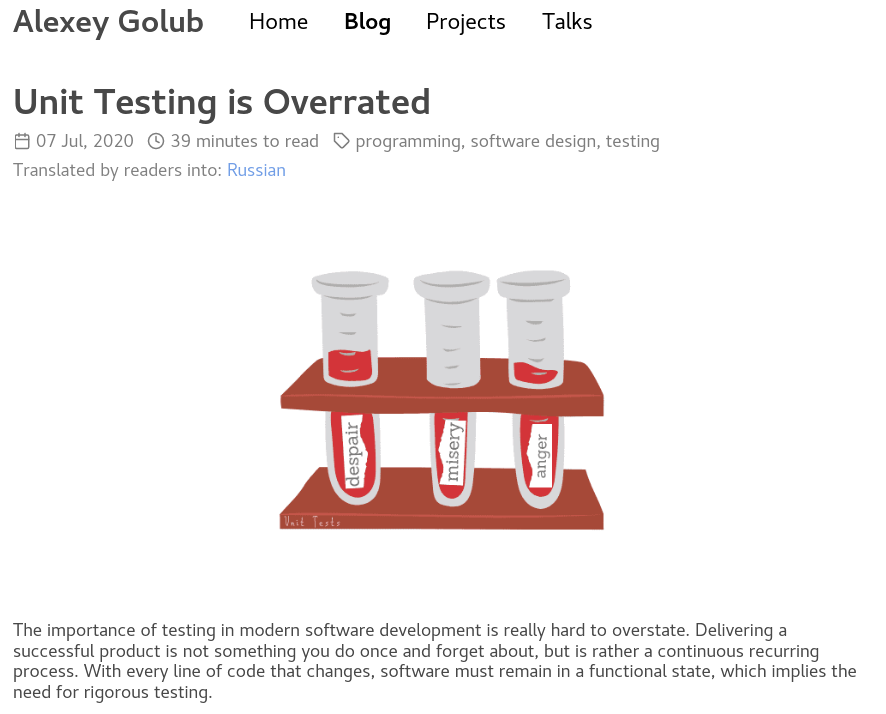 Alexey Golub Home Blog Projects Talks
Unit Testing is Overrated
07 Jul, 2020 39 minutes to read programming, software design, testing
Translated by readers into: Russian
despair misery anger
Unit Tests
The importance of testing in modern software development is really hard to overstate. Delivering a
successful product is not something you do once and forget about, but is rather a continuous recurring
process. With every line of code that changes, software must remain in a functional state, which implies the
need for rigorous testing.